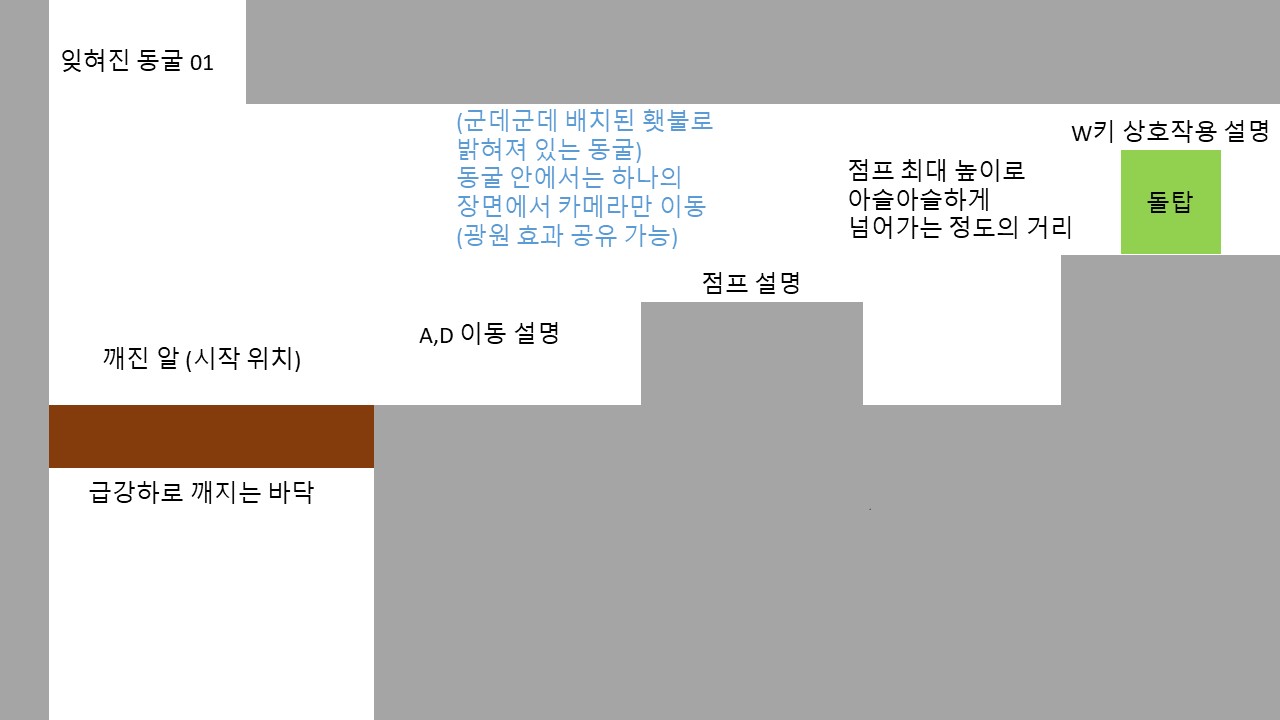 잊혀진 동굴 01
(군데군데 배치된 횃불로
밝혀져 있는 동굴)
동굴 안에서는 하나의
장면에서 카메라만 이동
(광원 효과 공유 가능)
W키 상호작용 설명
점프 최대 높이로
아슬아슬하게
넘어가는 정도의 거리
돌탑
점프 설명
A,D 이동 설명
깨진 알 (시작 위치)
급강하로 깨지는 바닥